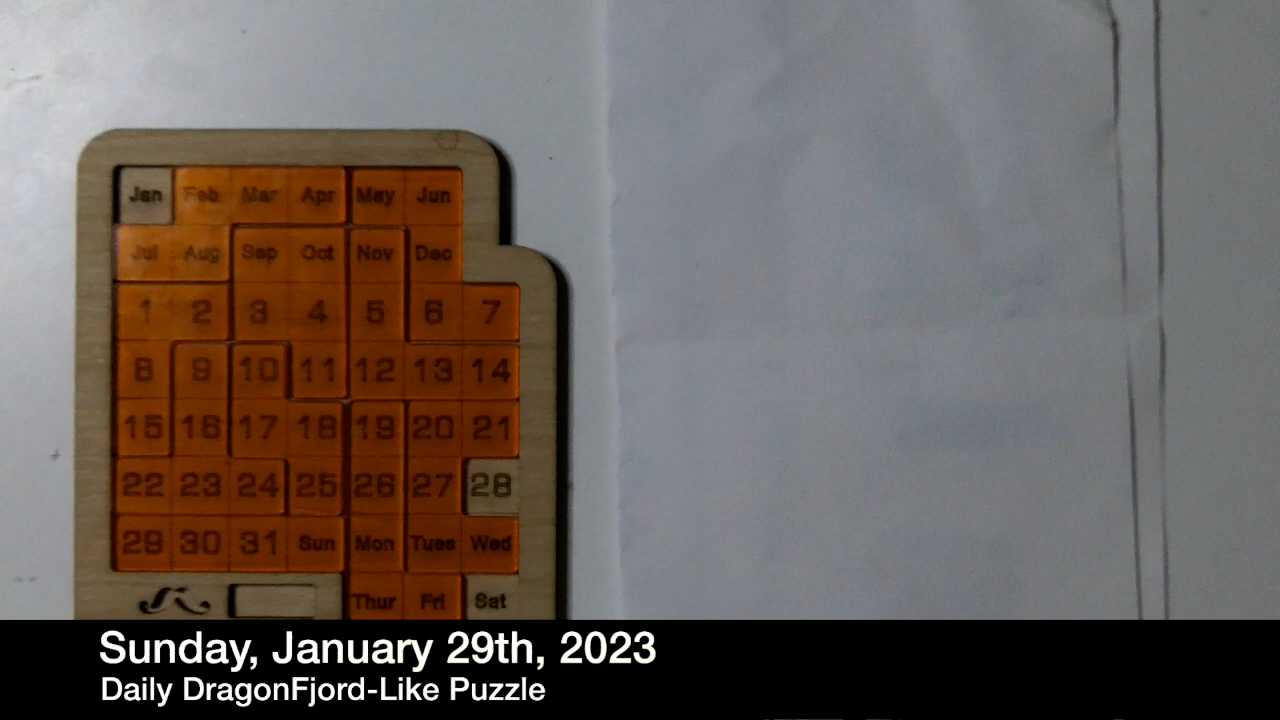 Jan Feb Mar Apr May Jun
Jul Aug Sep Oct Nov Dec
1 2 3 4 5 6 7
8 9 10 11 12 13 14
15 16 17 18 19 20 21
22 23 24 25 26 27 28
29 30 31 Sun Mon Tues Wed
Thur Fri Sat
Sunday, January 29th, 2023
Daily DragonFjord-Like Puzzle